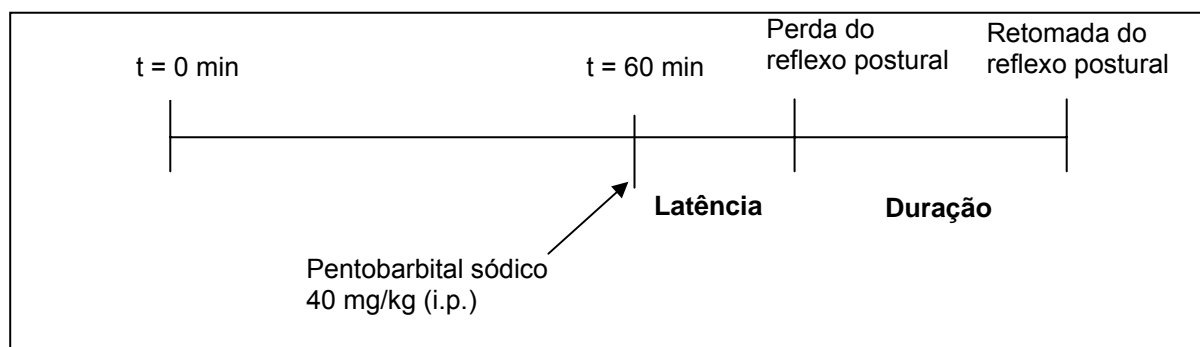 t = 0 min
t = 60 min
Perda do
reflexo postural
Retomada do
reflexo postural
Latência
Duração
Pentobarbital sódico
40 mg/kg (i.p.)